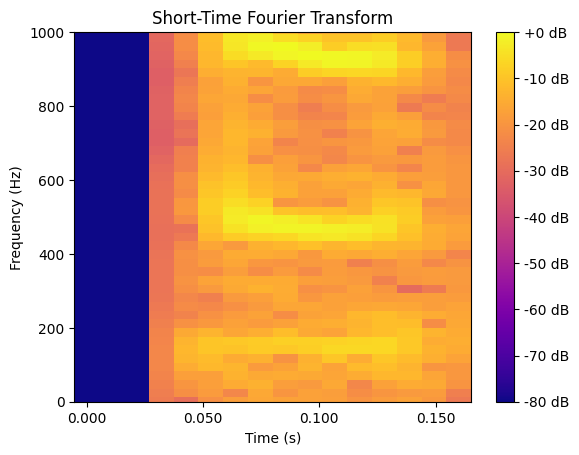 Short-Time Fourier Transform
1000
800
600
400
200
0
Frequency (Hz)
0.000
0.050
0.100
0.150
Time (s)
+0 dB
-10 dB
-20 dB
-30 dB
-40 dB
-50 dB
-60 dB
-70 dB
-80 dB